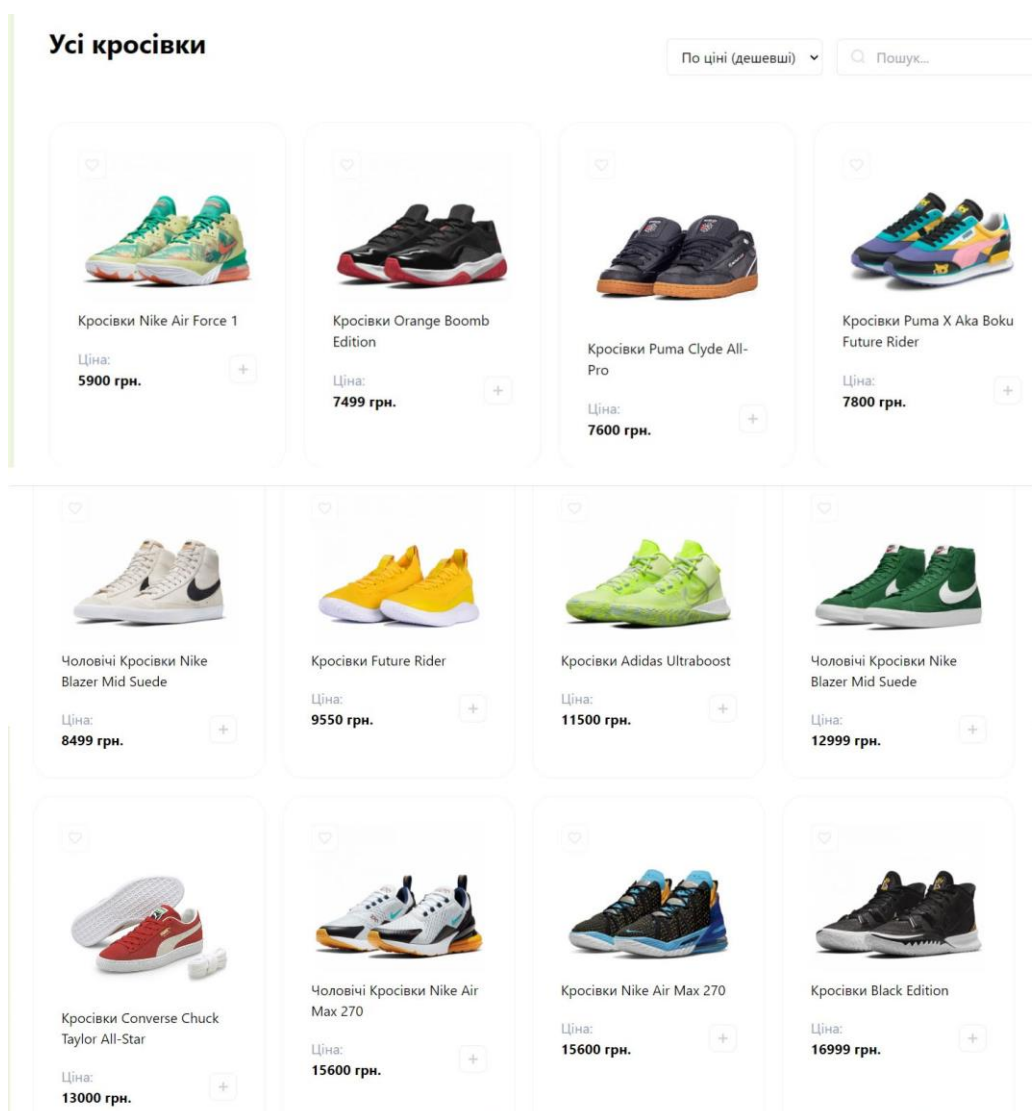 Усі кросівки
По ціні (дешевші)
Пошук...
Кросівки Nike Air Force 1
Ціна:
5900 грн.
Кросівки Orange Boomb
Edition
Ціна:
7499 грн.
Кросівки Puma Clyde All-
Pro
Ціна:
7600 грн.
Кросівки Puma X Aka Boku
Future Rider
Ціна:
7800 грн.
Чоловічі Кросівки Nike
Blazer Mid Suede
Ціна:
8499 грн.
Кросівки Future Rider
Ціна:
9550 грн.
Кросівки Adidas Ultraboost
Ціна:
11500 грн.
Чоловічі Кросівки Nike
Blazer Mid Suede
Ціна:
12999 грн.
Кросівки Converse Chuck
Taylor All-Star
Ціна:
13000 грн.
Чоловічі Кросівки Nike Air
Max 270
Ціна:
15600 грн.
Кросівки Nike Air Max 270
Ціна:
15600 грн.
Кросівки Black Edition
Ціна:
16999 грн.